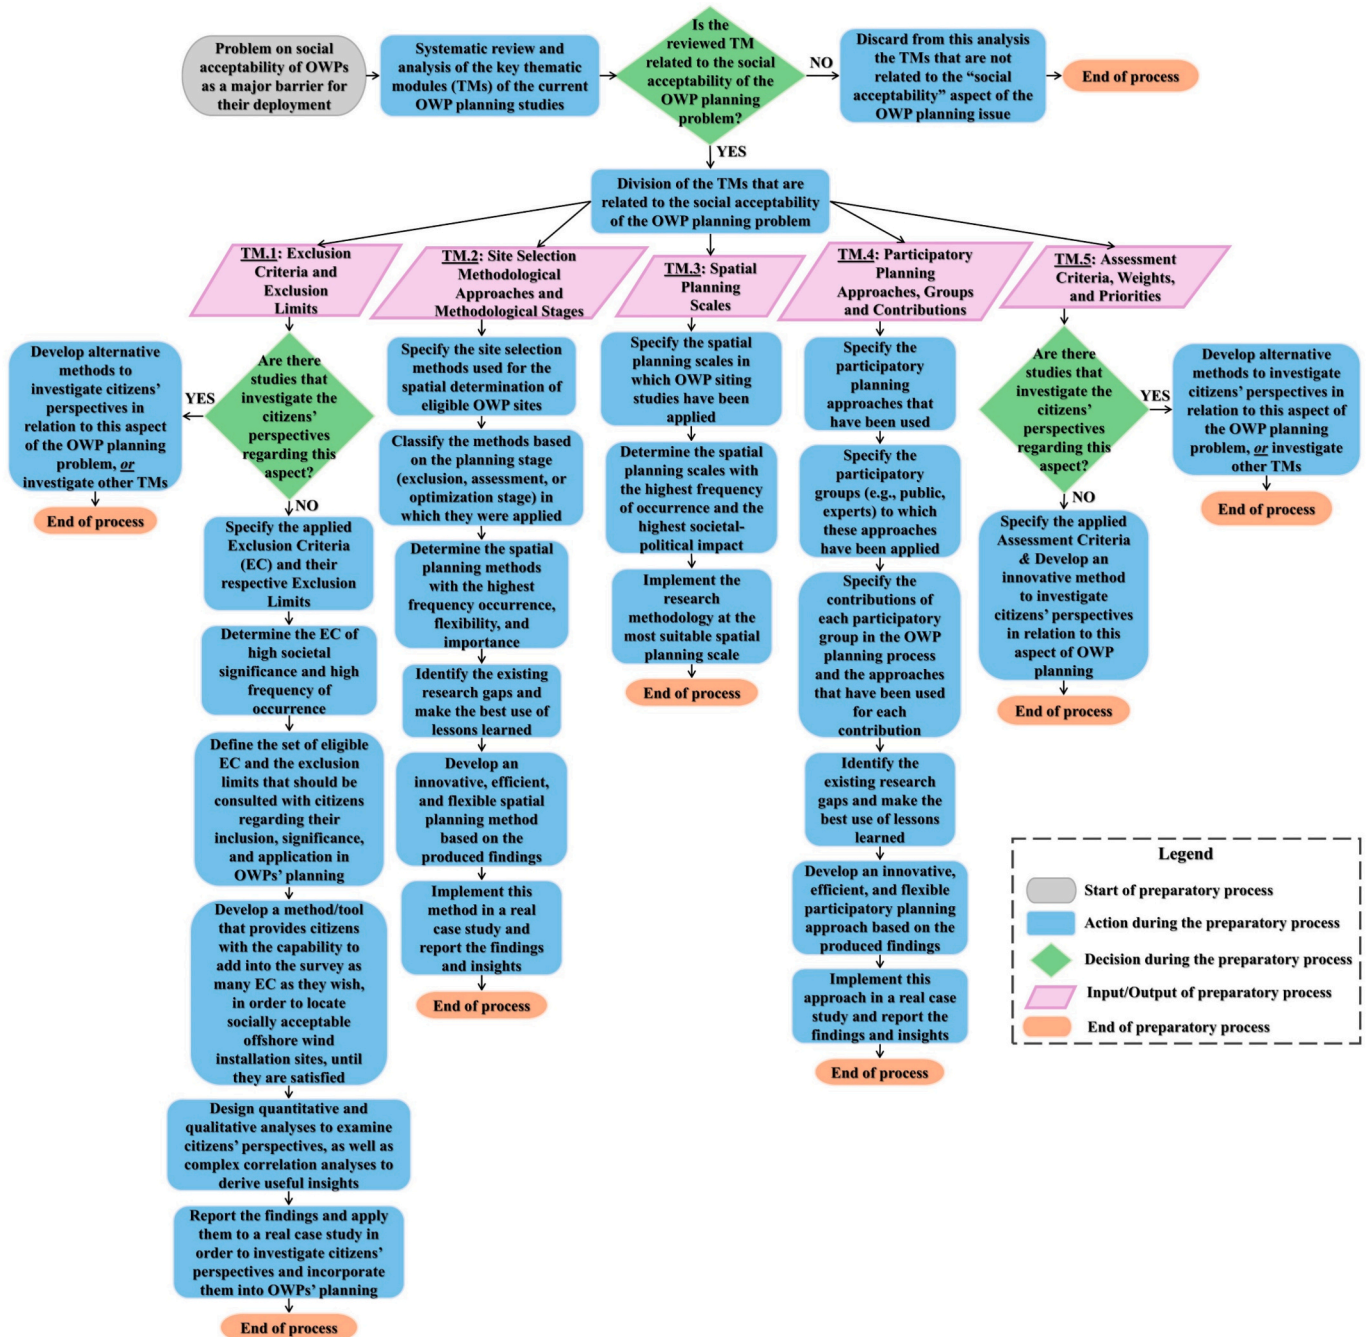 Problem on social
acceptability of OWPs
as a major barrier for
their deployment
Systematic review and
analysis of the key thematic
modules (TMs) of the current
OWP planning studies
Is the
reviewed TM
related to the social
acceptability of the
OWP planning
problem?
NO
Discard from this analysis
the TMs that are not
related to the “social
acceptability” aspect of the
OWP planning issue
End of process
YES
Division of the TMs that are
related to the social acceptability
of the OWP planning problem
TM.1: Exclusion
Criteria and
Exclusion
Limits
Are there
studies that
investigate the
citizens’
perspectives
regarding this
aspect?
YES
Develop alternative
methods to
investigate citizens’
perspectives in
relation to this aspect
of the OWP planning
problem, or
investigate other TMs
End of process
NO
Specify the applied
Exclusion Criteria
(EC) and their
respective Exclusion
Limits
Determine the EC of
high societal
significance and high
frequency of
occurrence
Define the set of eligible
EC and the exclusion
limits that should be
consulted with citizens
regarding their
inclusion, significance,
and application in
OWPs’ planning
Develop a method/tool
that provides citizens
with the capability to
add into the survey as
many EC as they wish,
in order to locate
socially acceptable
offshore wind
installation sites, until
they are satisfied
Design quantitative and
qualitative analyses to examine
citizens’ perspectives, as well as
complex correlation analyses to
derive useful insights
Report the findings and apply
them to a real case study in
order to investigate citizens’
perspectives and incorporate
them into OWPs’ planning
End of process
TM.2: Site Selection
Methodological
Approaches and
Methodological Stages
Specify the site selection
methods used for the
spatial determination of
eligible OWP sites
Classify the methods based
on the planning stage
(exclusion, assessment, or
optimization stage) in
which they were applied
Determine the spatial
planning methods
with the highest
frequency occurrence,
flexibility, and
importance
Identify the existing
research gaps and
make the best use of
lessons learned
Develop an
innovative, efficient,
and flexible spatial
planning method
based on the
produced findings
Implement this
method in a real
case study and
report the findings
and insights
End of process
TM.3: Spatial
Planning
Scales
Specify the spatial
planning scales
in which OWP siting
studies have been
applied
Determine the spatial
planning scales with
the highest frequency
of occurrence and the
highest societal-
political impact
Implement the
research
methodology at the
most suitable spatial
planning scale
End of process
TM.4: Participatory
Planning
Approaches, Groups
and Contributions
Specify the
participatory
planning
approaches that
have been used
Specify the
participatory
groups (e.g., public,
experts) to which
these approaches
have been applied
Specify the
contributions of
each participatory
group in the OWP
planning process
and the approaches
that have been used
for each
contribution
Identify the
existing research
gaps and make the
best use of lessons
learned
Develop an innovative,
efficient, and flexible
participatory planning
approach based on the
produced findings
Implement this
approach in a real case
study and report the
findings and insights
End of process
TM.5: Assessment
Criteria, Weights,
and Priorities
Are there
studies that
investigate the
citizens’
perspectives
regarding this
aspect?
YES
Develop alternative
methods to investigate
citizens’ perspectives in
relation to this aspect of
the OWP planning
problem, or investigate
other TMs
End of process
NO
Specify the applied
Assessment Criteria
& Develop an
innovative method
to investigate
citizens’ perspectives
in relation to this
aspect of OWP
planning
End of process
Legend
Start of preparatory process
Action during the preparatory process
Decision during the preparatory process
Input/Output of preparatory process
End of preparatory process